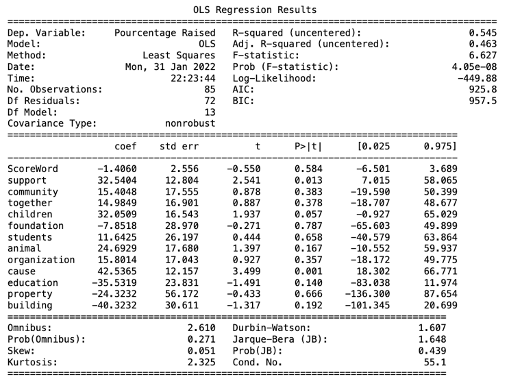 OLS Regression Results
Dep. Variable: Pourcentage Raised R-squared (uncentered): 0.545
Model: OLS Adj. R-squared (uncentered): 0.463
Method: Least Squares F-statistic: 6.627
Date: Mon, 31 Jan 2022 Prob (F-statistic): 4.05e-08
Time: 22:23:44 Log-Likelihood: -449.88
No. Observations: 85 AIC: 925.8
Df Residuals: 72 BIC: 957.5
Df Model: 13
Covariance Type: nonrobust
coef std err t P>|t| [0.025 0.975]
ScoreWord -1.4060 2.556 -0.550 0.584 -6.501 3.689
support 32.5404 12.804 2.541 0.013 7.015 58.065
community 15.4048 17.555 0.878 0.383 -19.590 50.399
together 14.9849 16.901 0.887 0.378 -18.707 48.677
children 32.0509 16.543 1.937 0.057 -0.927 65.029
foundation -7.8518 28.970 -0.271 0.787 -65.603 49.899
students 11.6425 26.197 0.444 0.658 -40.579 63.864
animal 24.6929 17.680 1.397 0.167 -10.552 59.937
organization 15.8014 17.043 0.927 0.357 -18.172 49.775
cause 42.5365 12.157 3.499 0.001 18.302 66.771
education -35.5319 23.831 -1.491 0.140 -83.038 11.974
property -24.3232 56.172 -0.433 0.666 -136.300 87.654
building -40.3232 30.611 -1.317 0.192 -101.345 20.699
Omnibus: 2.610 Durbin-Watson: 1.607
Prob(Omnibus): 0.271 Jarque-Bera (JB): 1.648
Skew: 0.051 Prob(JB): 0.439
Kurtosis: 2.325 Cond. No. 55.1